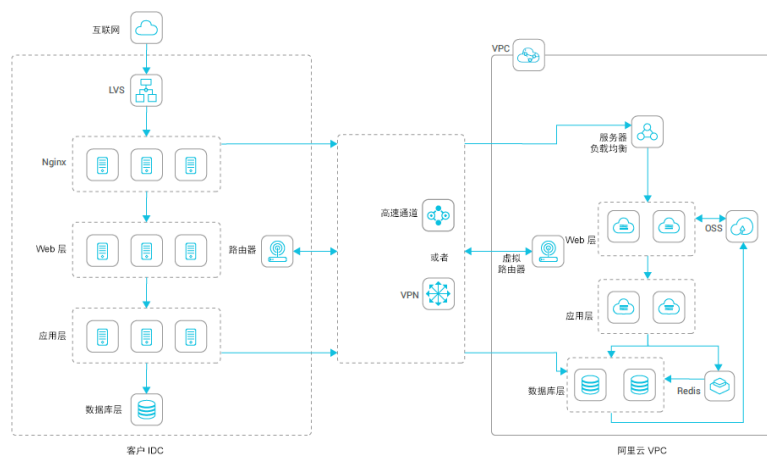 互联网
LVS
Nginx
Web 层
应用层
数据库层
客户 IDC
路由器
高速通道
或者
VPN
VPC
服务器
负载均衡
虚拟
路由器
Web 层
OSS
应用层
数据库层
Redis
阿里云 VPC